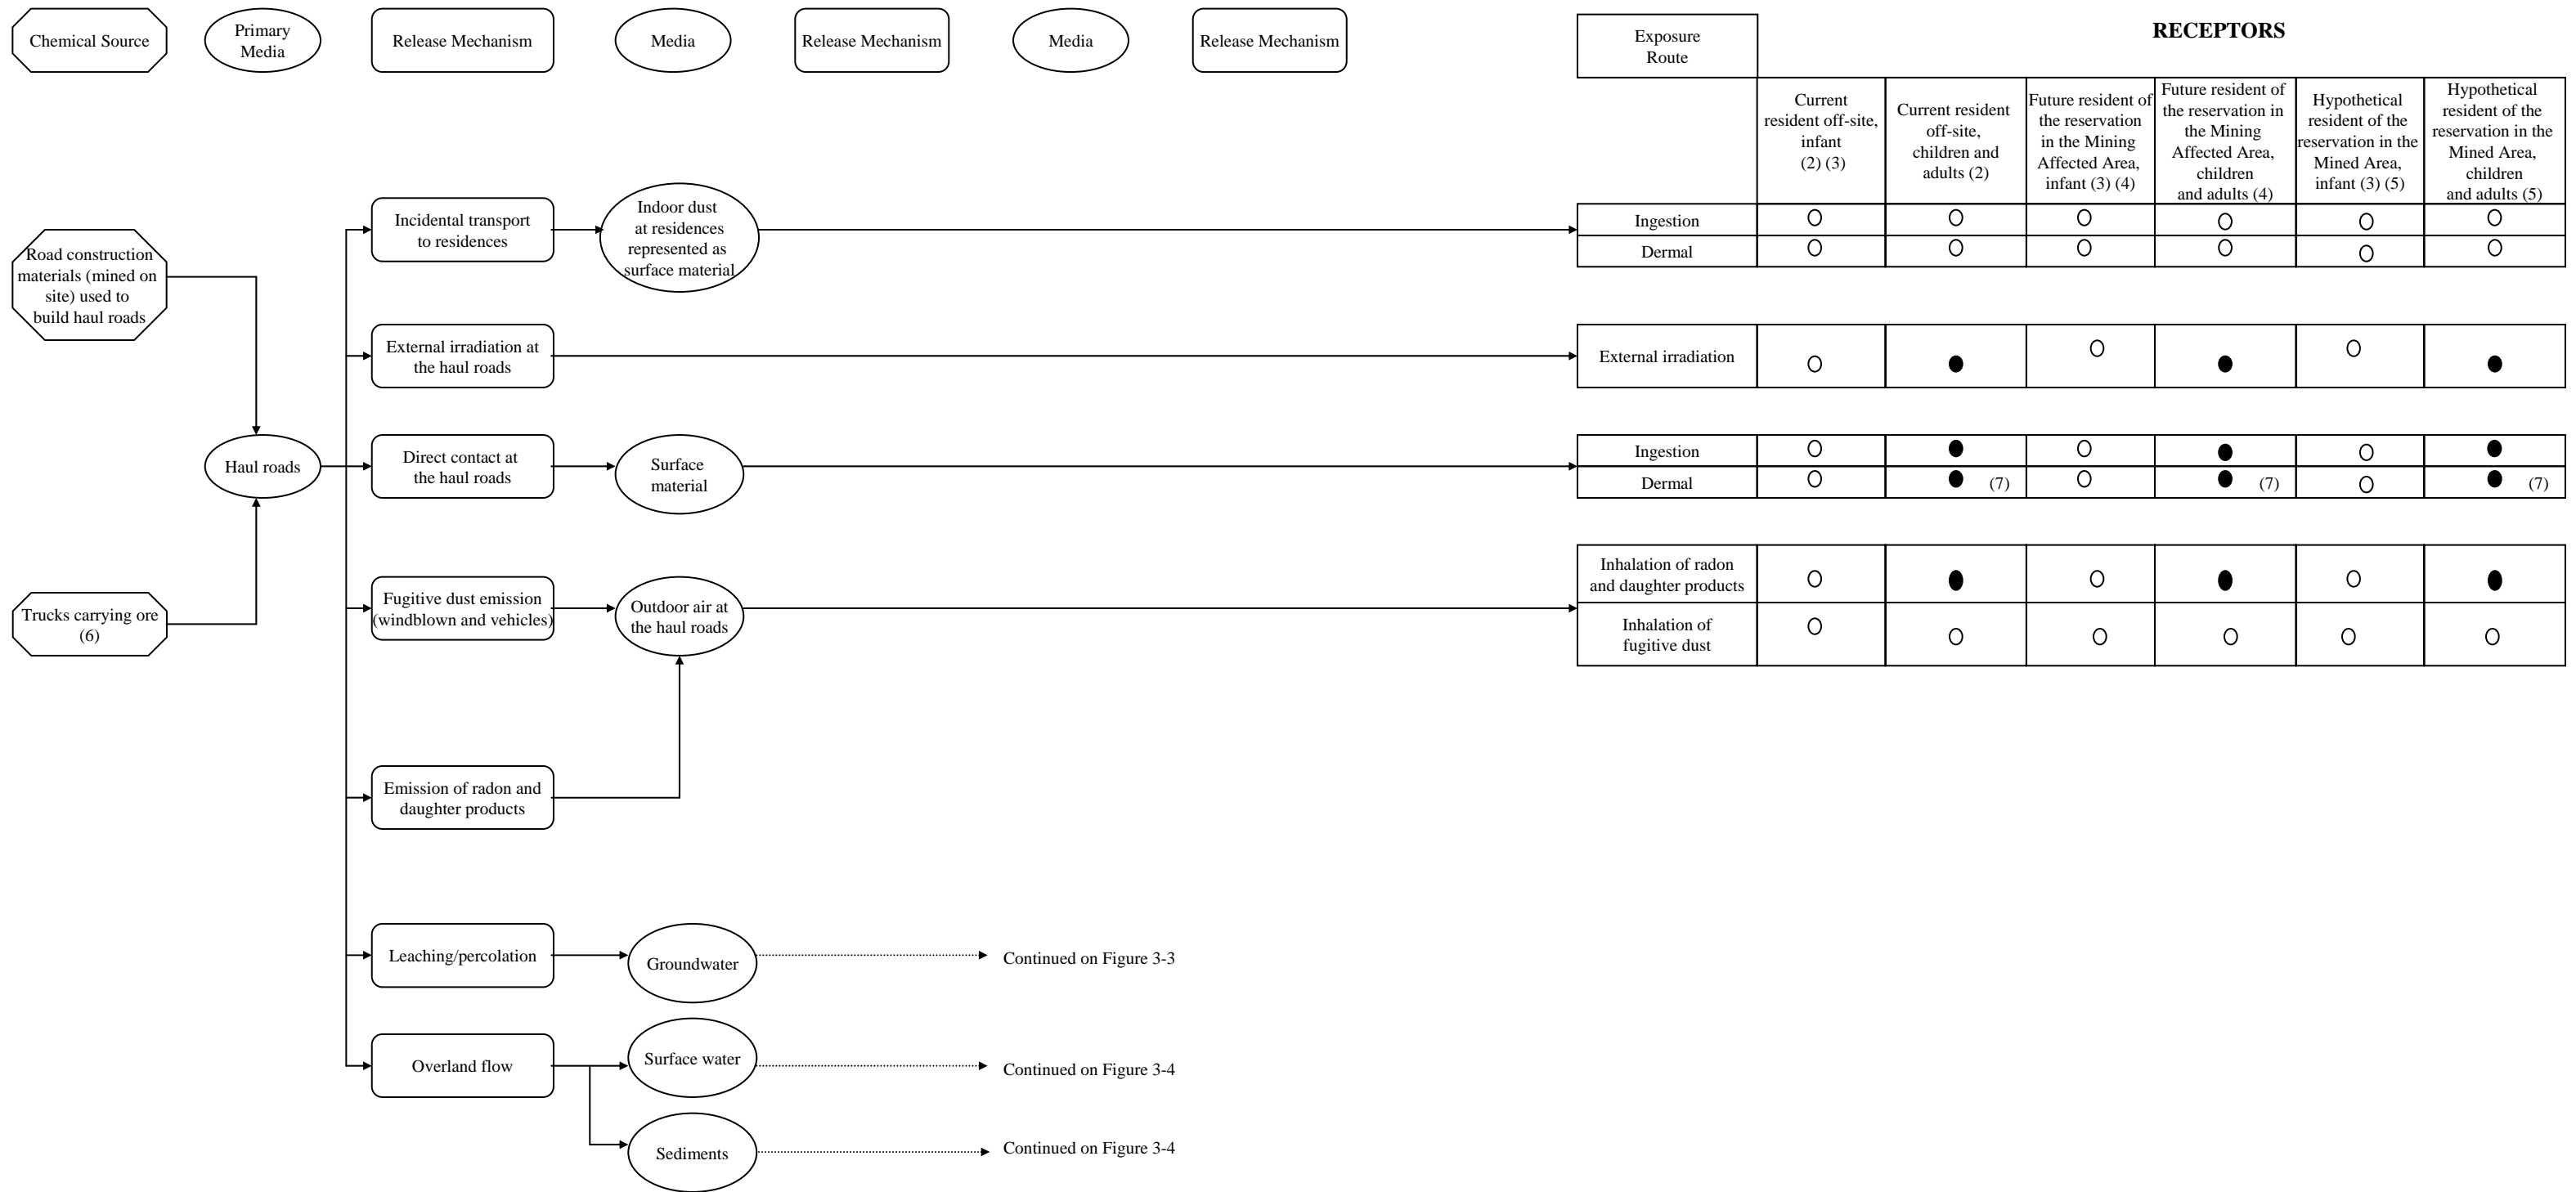 Chemical Source
Primary
Media
Release Mechanism
Media
Release Mechanism
Media
Release Mechanism
Exposure
Route
RECEPTORS
Current
resident off-site,
infant
(2) (3)
Current resident
off-site,
children and
adults (2)
Future resident of
the reservation
in the Mining
Affected Area,
infant (3) (4)
Future resident of
the reservation in
the Mining
Affected Area,
children
and adults (4)
Hypothetical
resident of the
reservation in the
Mined Area,
infant (3) (5)
Hypothetical
resident of the
reservation in the
Mined Area,
children
and adults (5)
Road construction
materials (mined on
site) used to
build haul roads
Trucks carrying ore
(6)
Haul roads
Incidental transport
to residences
Indoor dust
at residences
represented as
surface material
Ingestion
Dermal
External irradiation at
the haul roads
External irradiation
Direct contact at
the haul roads
Surface
material
Ingestion
Dermal
(7)
(7)
(7)
Fugitive dust emission
(windblown and vehicles)
Outdoor air at
the haul roads
Inhalation of radon
and daughter products
Inhalation of
fugitive dust
Emission of radon and
daughter products
Leaching/percolation
Groundwater
Continued on Figure 3-3
Overland flow
Surface water
Continued on Figure 3-4
Sediments
Continued on Figure 3-4